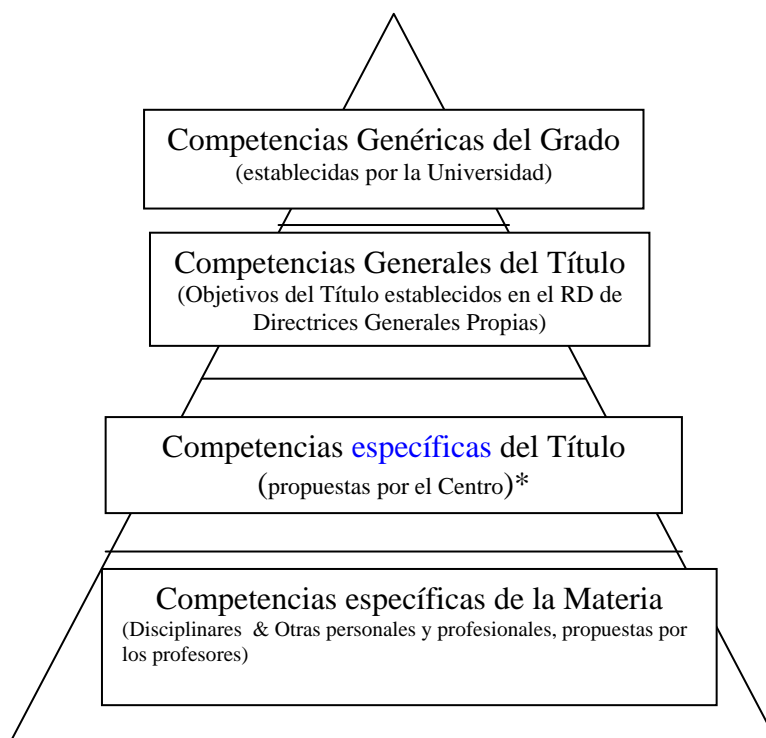 Competencias Genéricas del Grado
(establecidas por la Universidad)
Competencias Generales del Título
(Objetivos del Título establecidos en el RD de
Directrices Generales Propias)
Competencias específicas del Título
(propuestas por el Centro)*
Competencias específicas de la Materia
(Disciplinares & Otras personales y profesionales, propuestas por
los profesores)